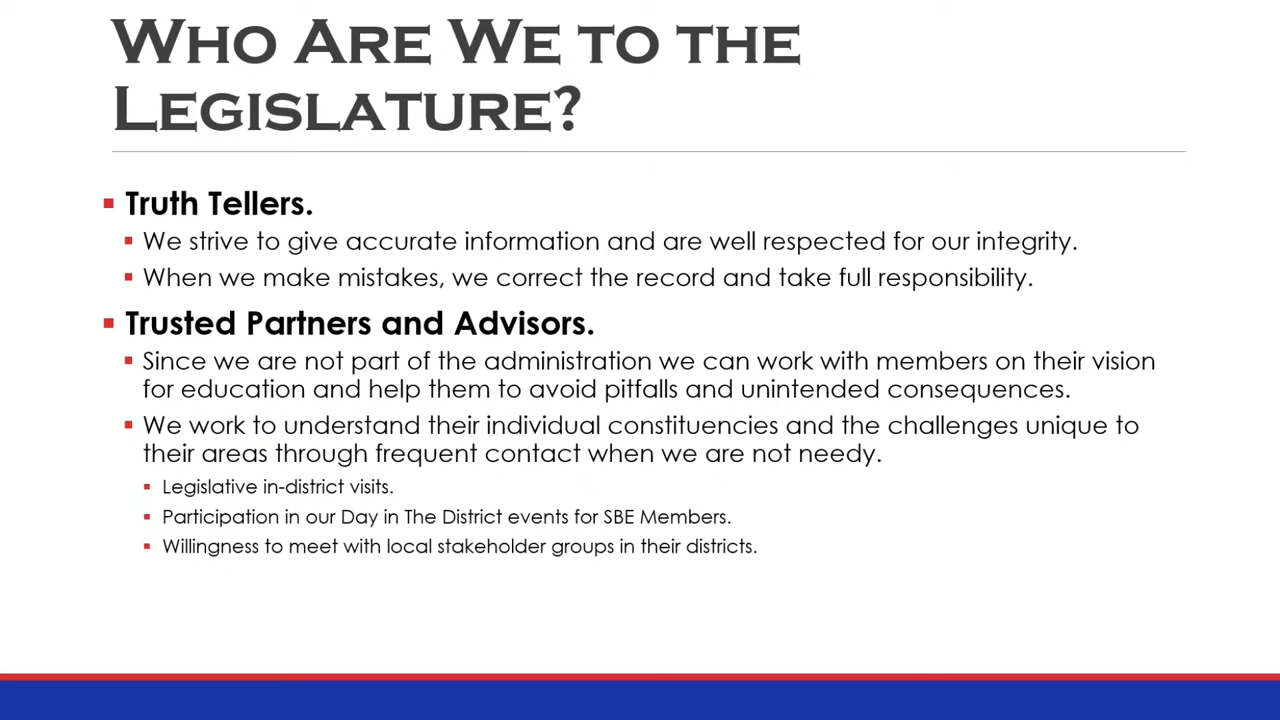 WHO ARE WE TO THE
LEGISLATURE?
Truth Tellers.
We strive to give accurate information and are well respected for our integrity.
When we make mistakes, we correct the record and take full responsibility.
Trusted Partners and Advisors.
Since we are not part of the administration we can work with members on their vision
for education and help them to avoid pitfalls and unintended consequences.
We work to understand their individual constituencies and the challenges unique to
their areas through frequent contact when we are not needy.
Legislative in-district visits.
Participation in our Day in The District events for SBE Members.
Willingness to meet with local stakeholder groups in their districts.